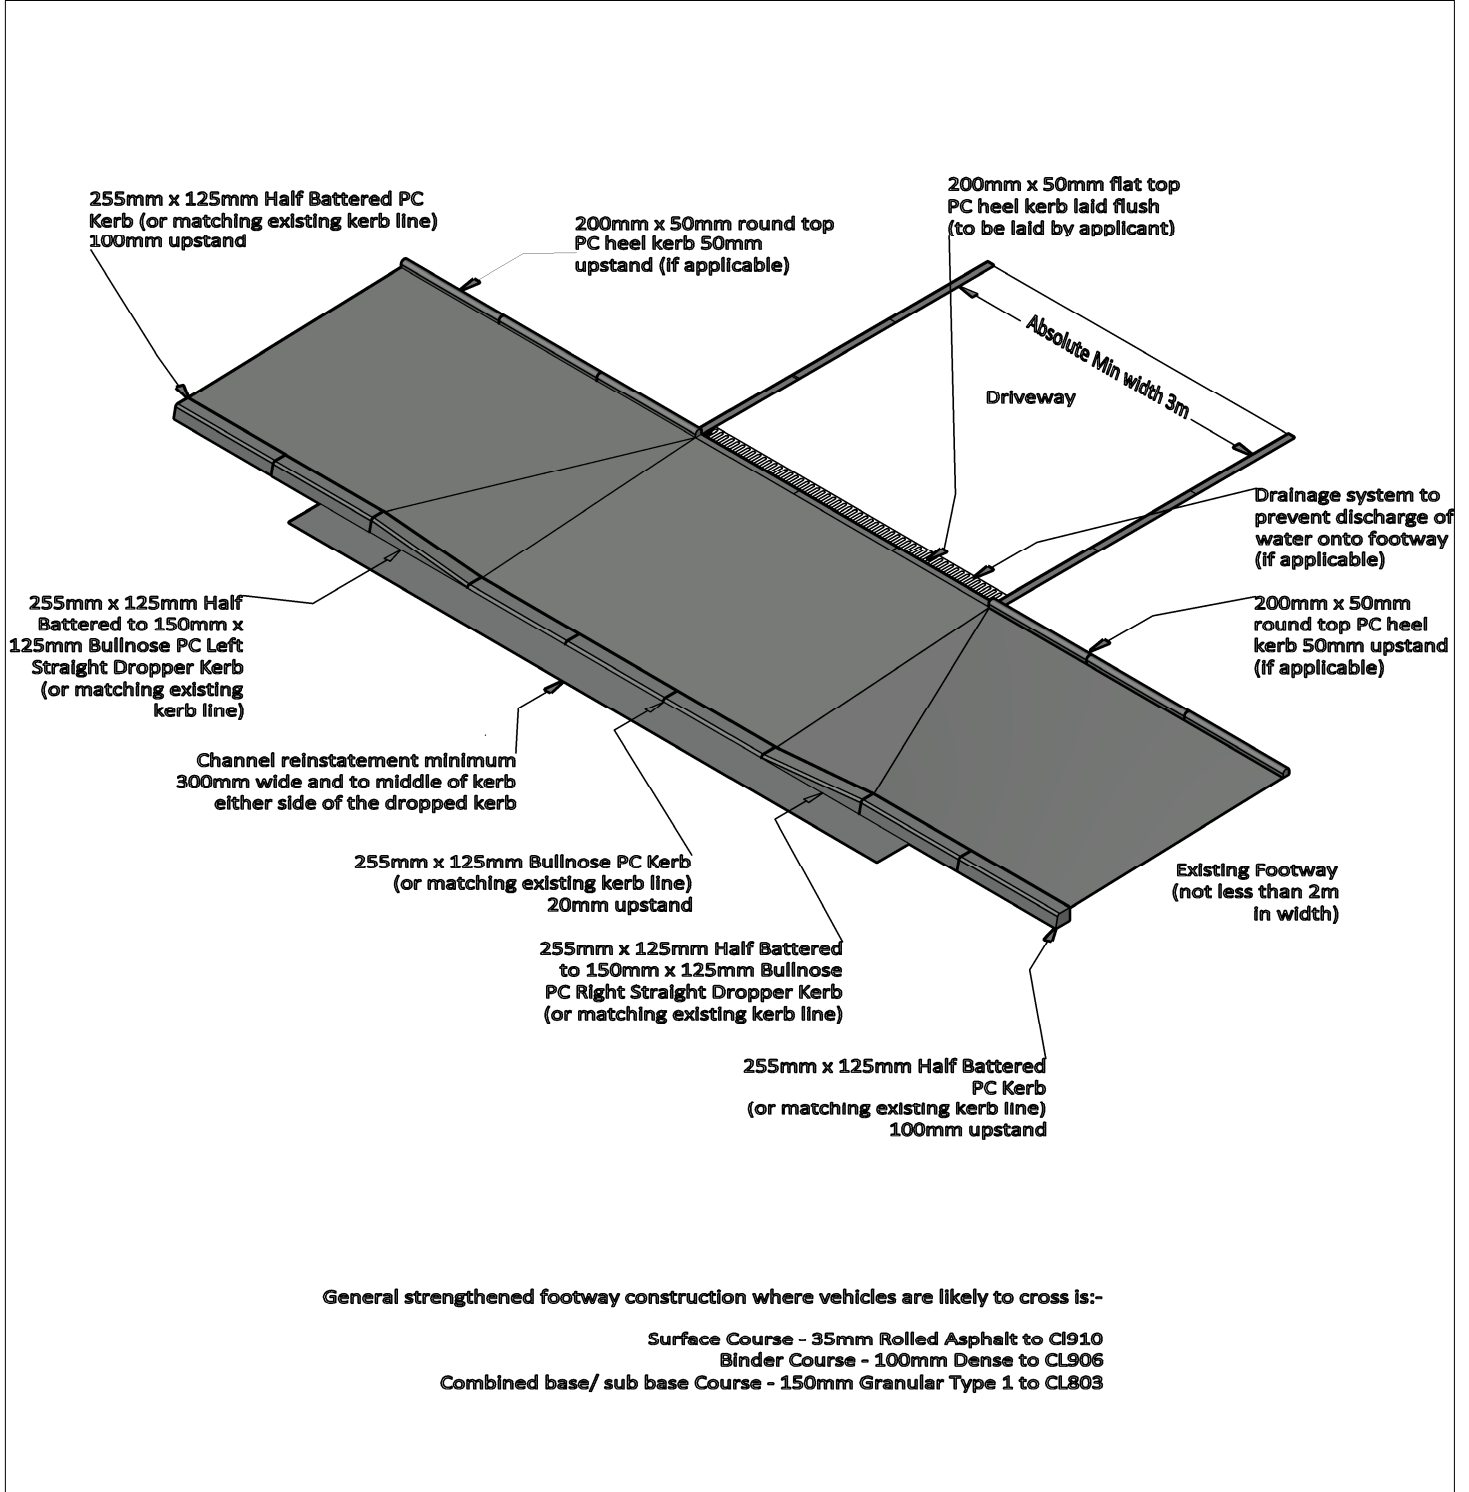 255mm x 125mm Half Battered PC
Kerb (or matching existing kerb line)
100mm upstand
200mm x 50mm round top
PC heel kerb 50mm
upstand (if applicable)
200mm x 50mm flat top
PC heel kerb laid flush
(to be laid by applicant)
Absolute Min width 3m
Driveway
Drainage system to
prevent discharge of
water onto footway
(if applicable)
200mm x 50mm
round top PC heel
kerb 50mm upstand
(if applicable)
255mm x 125mm Half
Battered to 150mm x
125mm Bullnose PC Left
Straight Dropper Kerb
(or matching existing
kerb line)
Channel reinstatement minimum
300mm wide and to middle of kerb
either side of the dropped kerb
255mm x 125mm Bullnose PC Kerb
(or matching existing kerb line)
20mm upstand
Existing Footway
(not less than 2m
in width)
255mm x 125mm Half Battered
to 150mm x 125mm Bullnose
PC Right Straight Dropper Kerb
(or matching existing kerb line)
255mm x 125mm Half Battered
PC Kerb
(or matching existing kerb line)
100mm upstand
General strengthened footway construction where vehicles are likely to cross is:-
Surface Course - 35mm Rolled Asphalt to Cl910
Binder Course - 100mm Dense to CL906
Combined base/ sub base Course - 150mm Granular Type 1 to CL803